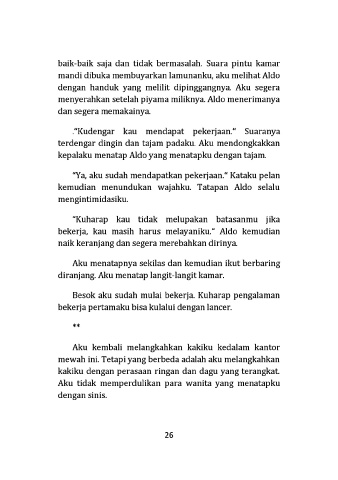 baik-baik saja dan tidak bermasalah. Suara pintu kamar
mandi dibuka membuyarkan lamunanku, aku melihat Aldo
dengan handuk yang melilit dipinggangnya. Aku segera
menyerahkan setelah piyama miliknya. Aldo menerimanya
dan segera memakainya.
."Kudengar kau mendapat pekerjaan." Suaranya
terdengar dingin dan tajam padaku. Aku mendongkakkan
kepalaku menatap Aldo yang menatapku dengan tajam.
"Ya, aku sudah mendapatkan pekerjaan." Kataku pelan
kemudian menundukan wajahku. Tatapan Aldo selalu
mengintimidasiku.
"Kuharap kau tidak melupakan batasanmu jika
bekerja, kau masih harus melayaniku." Aldo kemudian
naik keranjang dan segera merebahkan dirinya.
Aku menatapnya sekilas dan kemudian ikut berbaring
diranjang. Aku menatap langit-langit kamar.
Besok aku sudah mulai bekerja. Kuharap pengalaman
bekerja pertamaku bisa kulalui dengan lancer.
**
Aku kembali melangkahkan kakiku kedalam kantor
mewah ini. Tetapi yang berbeda adalah aku melangkahkan
kakiku dengan perasaan ringan dan dagu yang terangkat.
Aku tidak memperdulikan para wanita yang menatapku
dengan sinis.
26